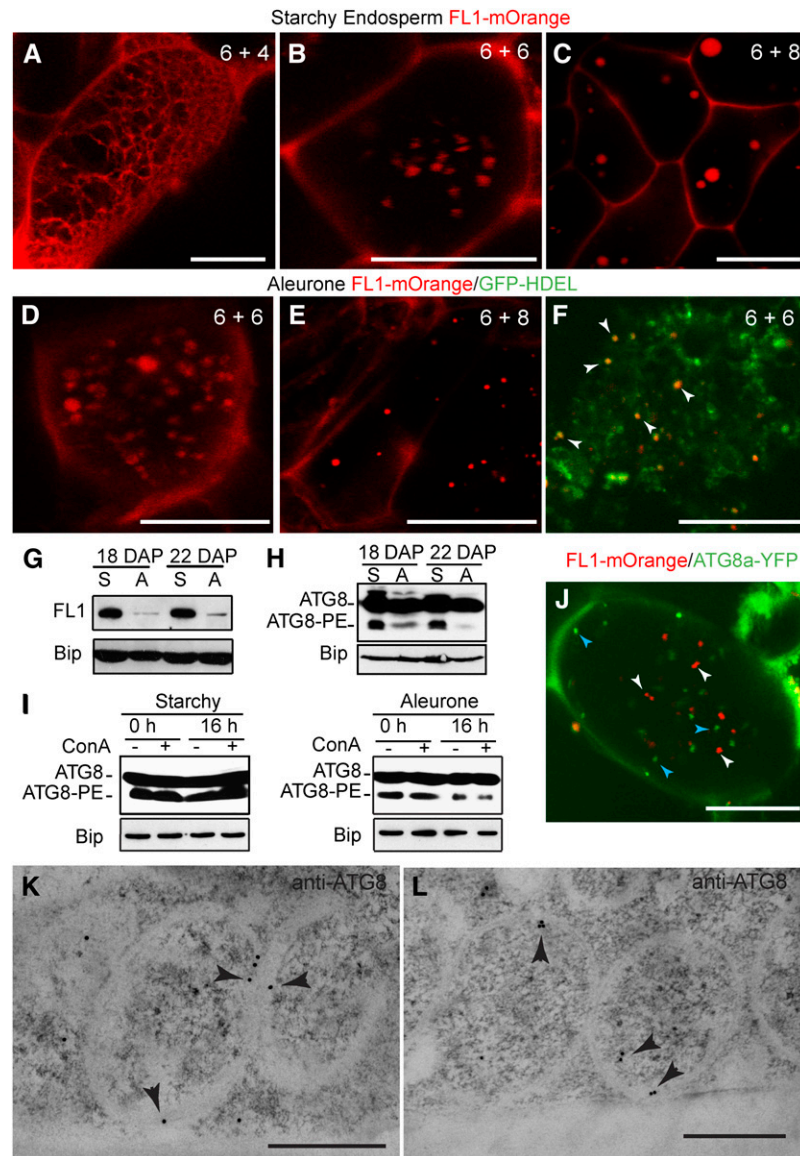 Starchy Endosperm FL1-mOrange
A 6 + 4
B 6 + 6
C 6 + 8
Aleurone FL1-mOrange/GFP-HDEL
D 6 + 6
E 6 + 8
F 6 + 6
G
18 DAP 22 DAP
S A S A
FL1
Bip
H
18 DAP 22 DAP
S A S A
ATG8
ATG8-PE
Bip
FL1-mOrange/ATG8a-YFP
J
I
Starchy
0 h 16 h
ConA - + - +
ATG8
ATG8-PE
Bip
Aleurone
0 h 16 h
ConA - + - +
ATG8
ATG8-PE
Bip
K anti-ATG8
L anti-ATG8